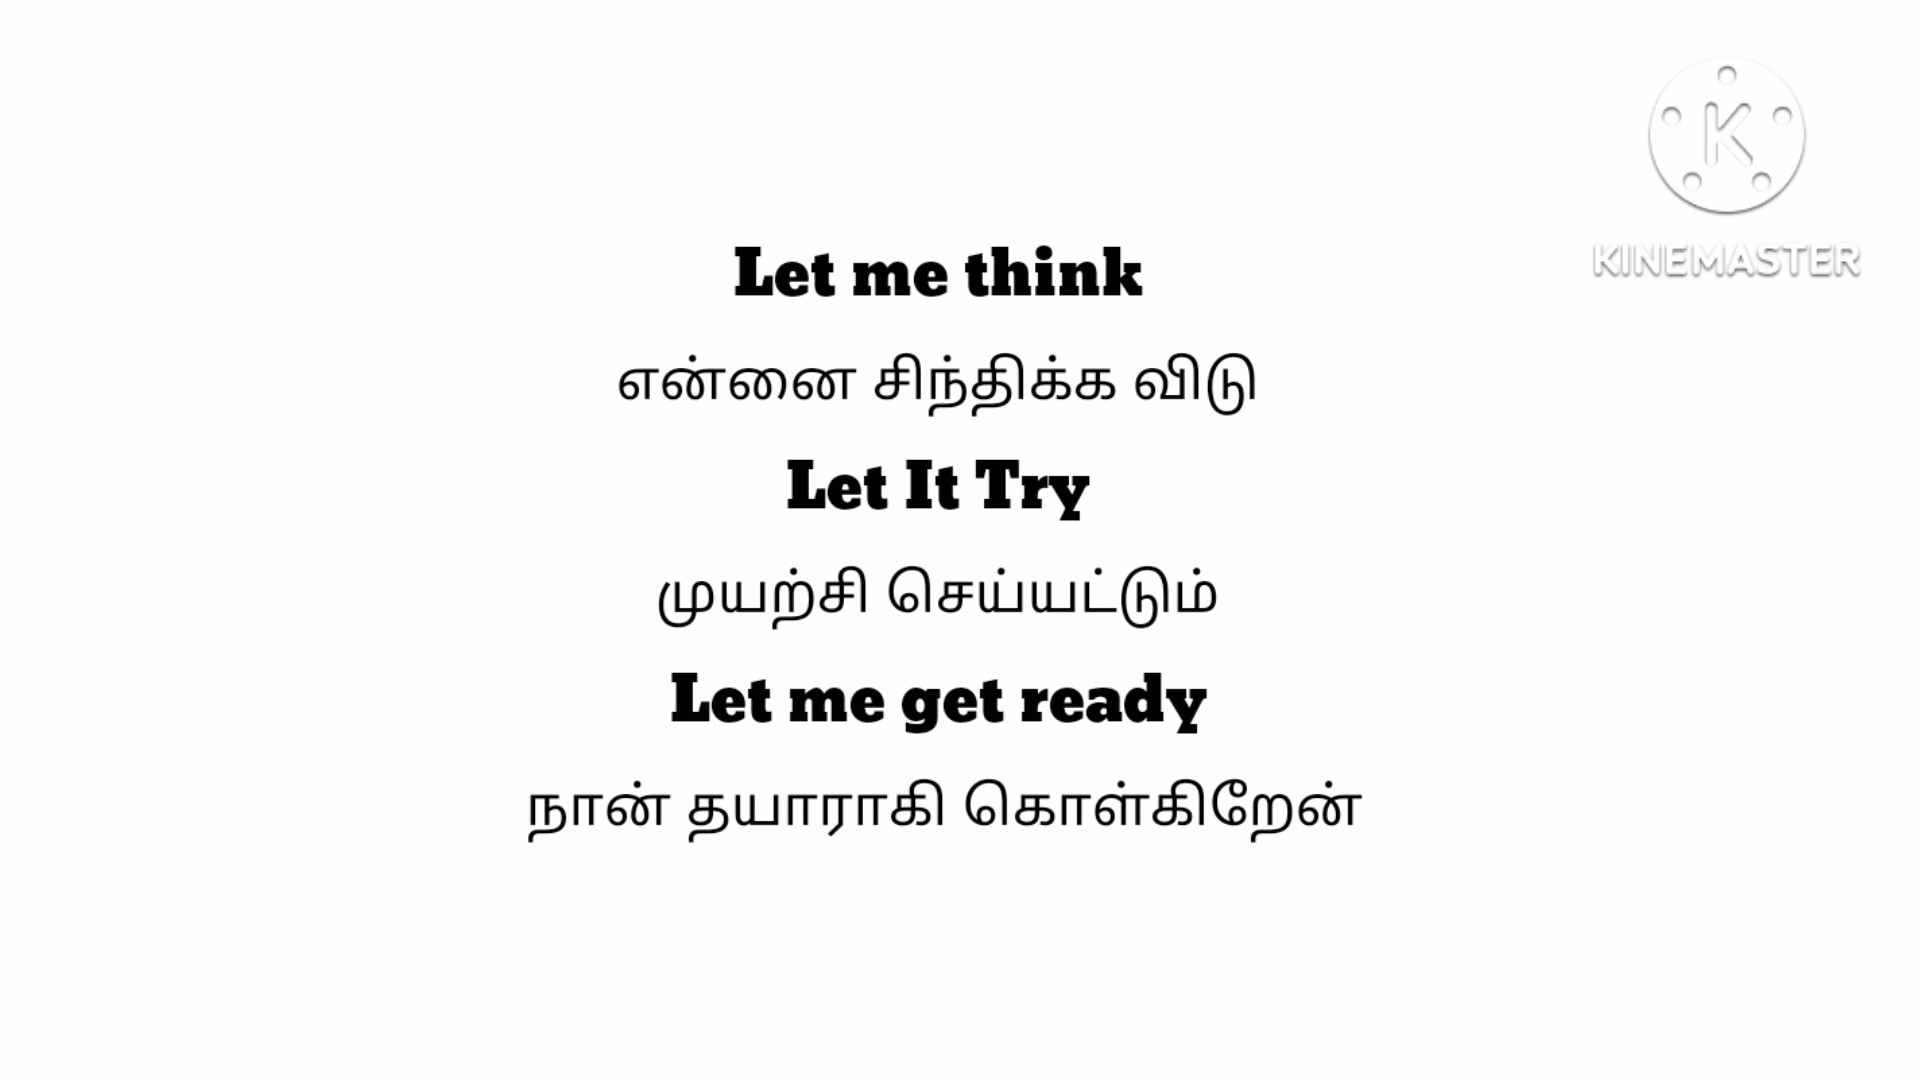 KINEMASTER
Let me think
என்னை சிந்திக்க விடு
Let It Try
முயற்சி செய்யட்டும்
Let me get ready
நான் தயாராகி கொள்கிறேன்